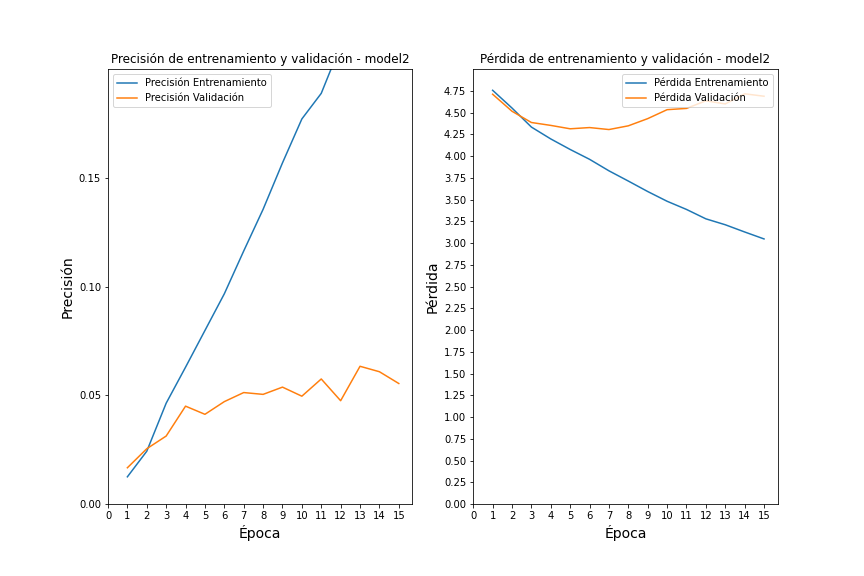 Precisión de entrenamiento y validación - model2
Precisión Entrenamiento
Precisión Validación
0.15
0.10
0.05
0.00
Precisión
0 1 2 3 4 5 6 7 8 9 10 11 12 13 14 15
Época
Pérdida de entrenamiento y validación - model2
Pérdida Entrenamiento
Pérdida Validación
4.75
4.50
4.25
4.00
3.75
3.50
3.25
3.00
2.75
2.50
2.25
2.00
1.75
1.50
1.25
1.00
0.75
0.50
0.25
0.00
Pérdida
0 1 2 3 4 5 6 7 8 9 10 11 12 13 14 15
Época